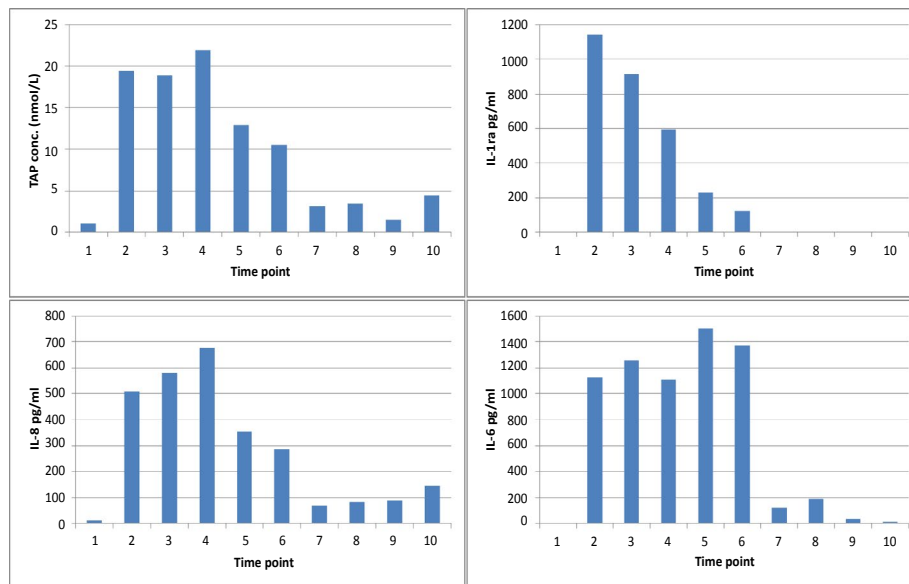 TAP conc. (nmol/L)
25
20
15
10
5
0
1 2 3 4 5 6 7 8 9 10
Time point
IL-1ra pg/ml
1200
1000
800
600
400
200
0
1 2 3 4 5 6 7 8 9 10
Time point
IL-8 pg/ml
800
700
600
500
400
300
200
100
0
1 2 3 4 5 6 7 8 9 10
Time point
IL-6 pg/ml
1600
1400
1200
1000
800
600
400
200
0
1 2 3 4 5 6 7 8 9 10
Time point